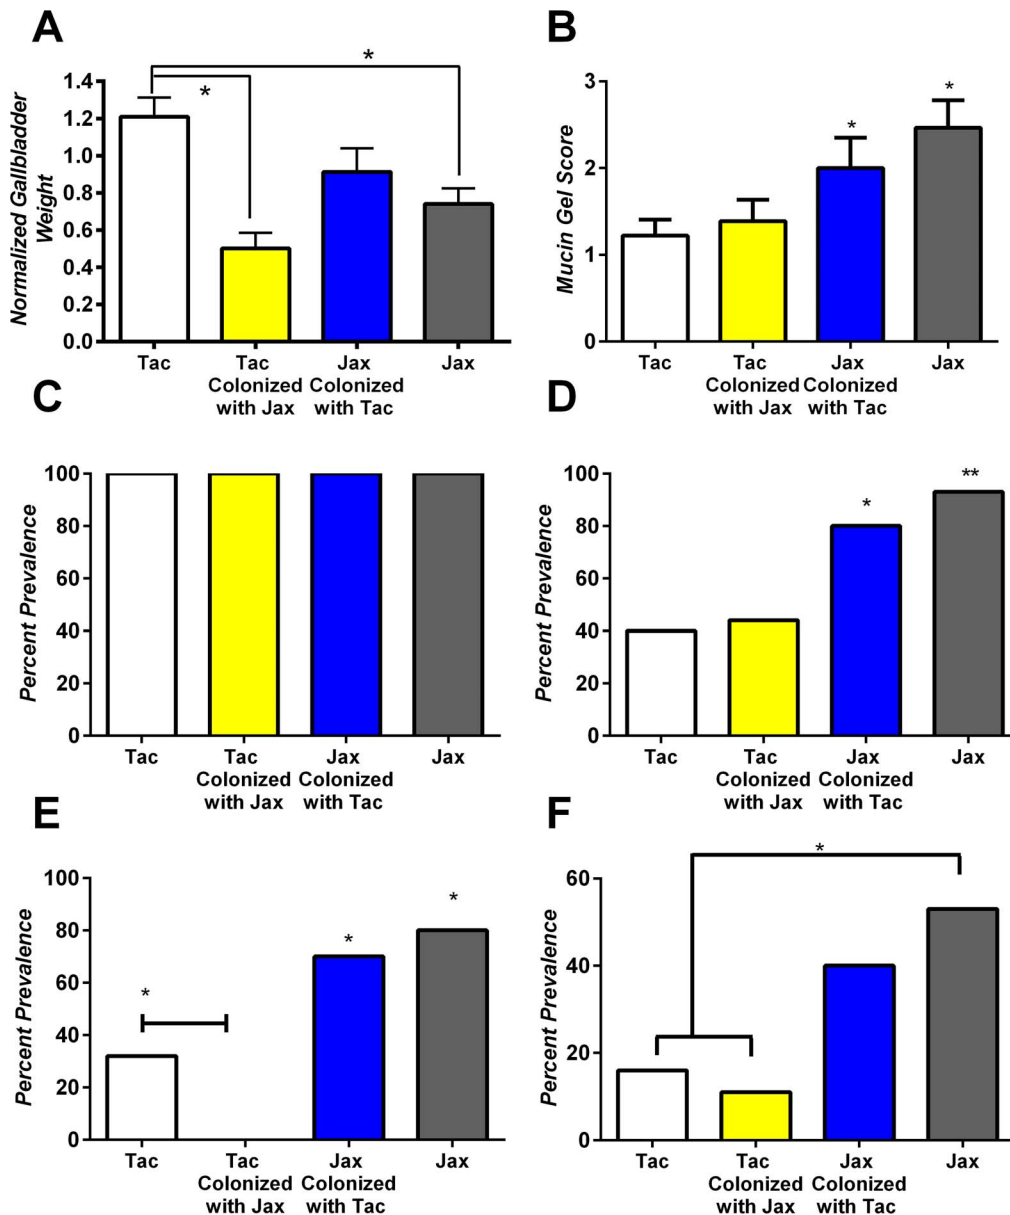 A
Normalized Gallbladder
Weight
1.4
1.2
1.0
0.8
0.6
0.4
0.2
0.0
*
*
Tac
Tac
Colonized
with Jax
Jax
Colonized
with Tac
Jax
B
Mucin Gel Score
3
2
1
0
*
*
Tac
Tac
Colonized
with Jax
Jax
Colonized
with Tac
Jax
C
Percent Prevalence
100
80
60
40
20
0
Tac
Tac
Colonized
with Jax
Jax
Colonized
with Tac
Jax
D
Percent Prevalence
100
80
60
40
20
0
*
**
Tac
Tac
Colonized
with Jax
Jax
Colonized
with Tac
Jax
E
Percent Prevalence
100
80
60
40
20
0
*
*
*
Tac
Tac
Colonized
with Jax
Jax
Colonized
with Tac
Jax
F
Percent Prevalence
60
40
20
0
*
Tac
Tac
Colonized
with Jax
Jax
Colonized
with Tac
Jax